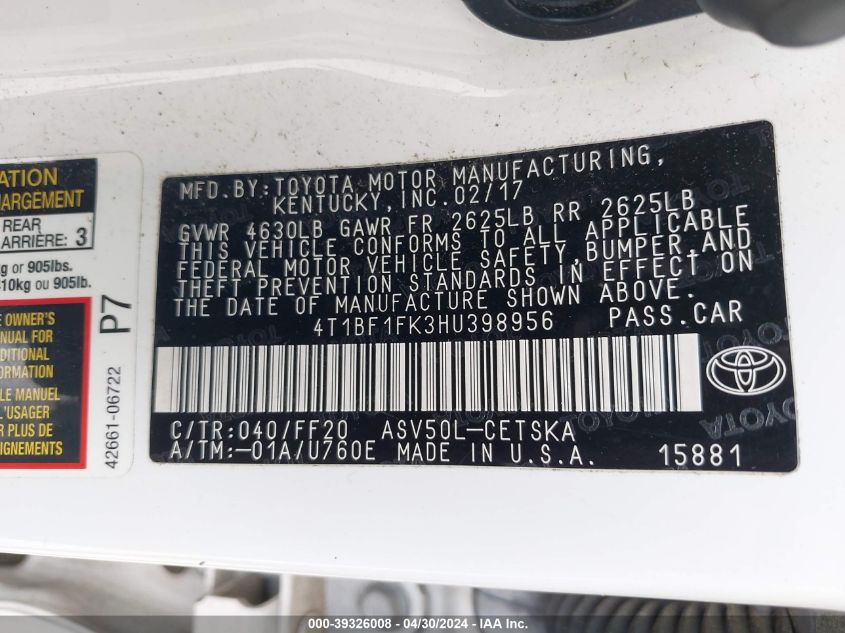 ATION
HARGEMENT
REAR
ARRIÈRE: 3
g or 905lbs.
10kg ou 905lb.
E OWNER'S
UAL FOR
DITIONAL
ORMATION
LE MANUEL
L'USAGER
R PLUS DE
IGNEMENTS
P7
42661-06722
MFD.BY:TOYOTA MOTOR MANUFACTURING,
KENTUCKY,INC.02/17
GVWR 4630LB GAWR FR 2625LB RR 2625LB
THIS VEHICLE CONFORMS TO ALL APPLICABLE
FEDERAL MOTOR VEHICLE SAFETY,BUMPER,AND
THEFT PREVENTION STANDARDS IN EFFECT ON
THE DATE OF MANUFACTURE SHOWN ABOVE.
4T1BF1FK3HU398956 PASS.CAR
C/TR:040/FF20 ASV50L-CETSKA
A/TM:-01A/U760E MADE IN U.S.A. 15881
000-39326008 - 04/30/2024 - IAA Inc.